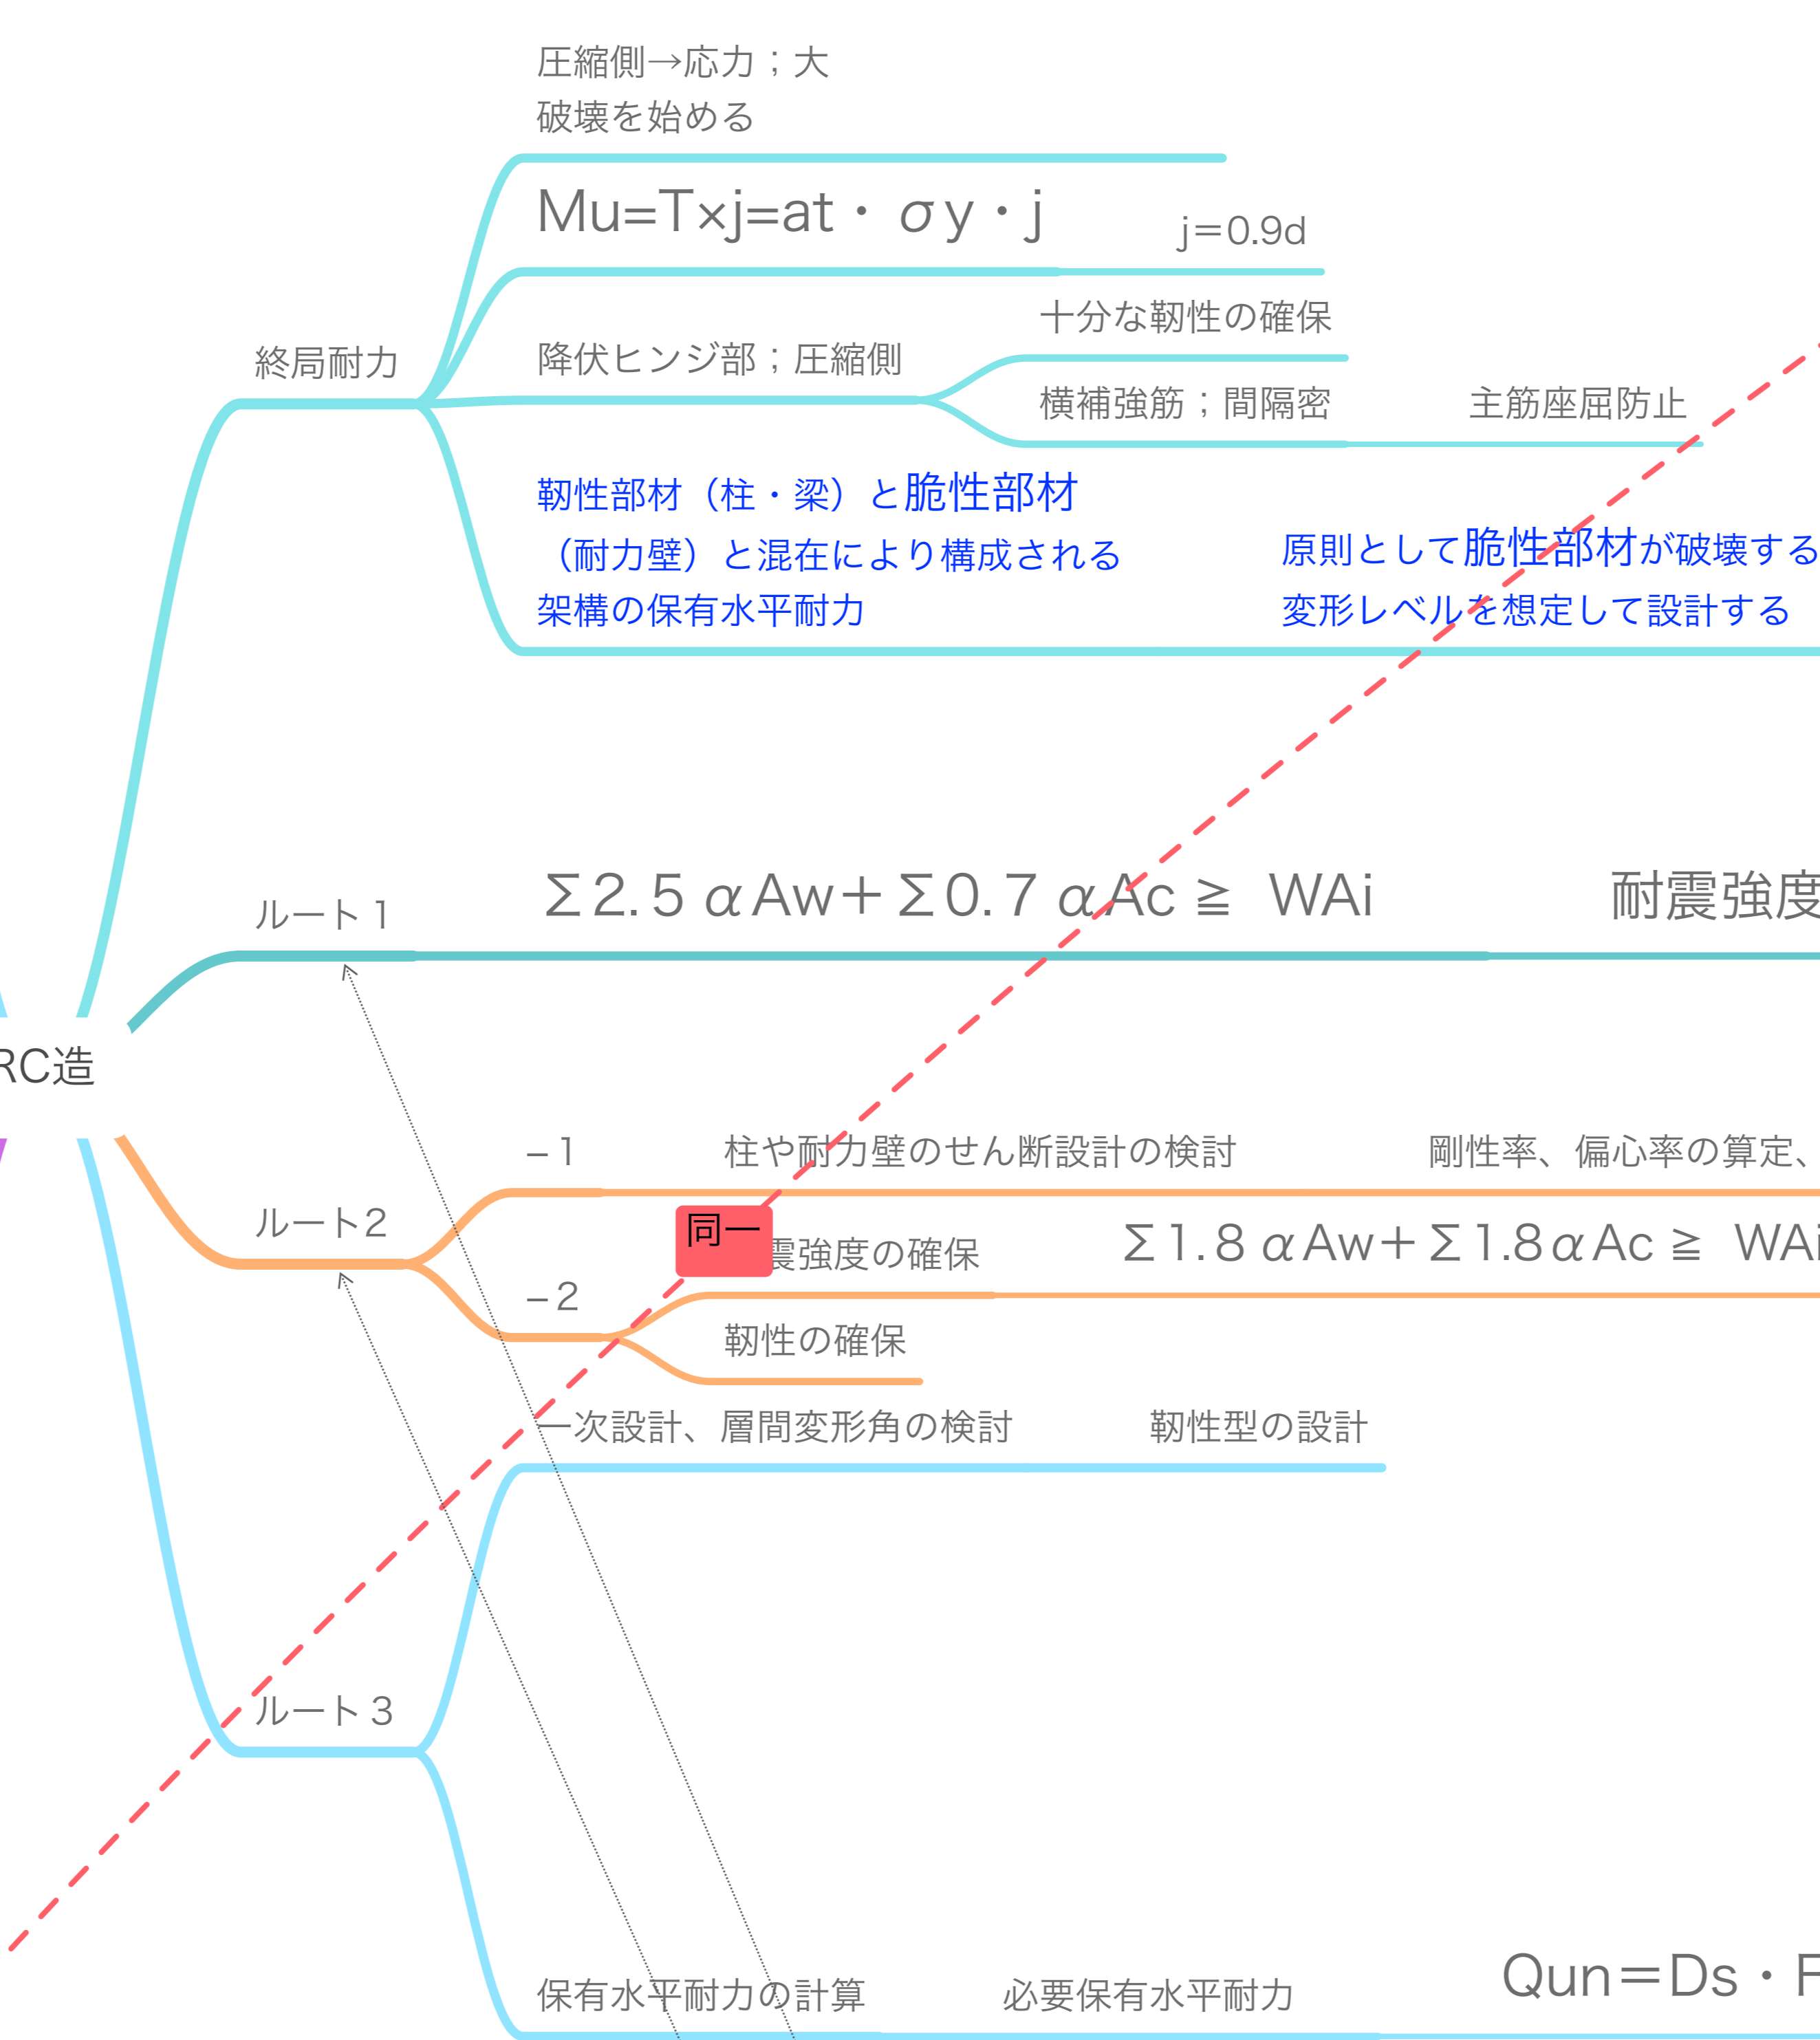 圧縮側→応力；大
破壊を始める
Mu=T×j=at・σy・j
j＝0.9d
降伏ヒンジ部；圧縮側
十分な靭性の確保
横補強筋；間隔密
主筋座屈防止
終局耐力
靭性部材（柱・梁）と脆性部材
（耐力壁）と混在により構成される
架構の保有水平耐力
原則として脆性部材が破壊する
変形レベルを想定して設計する
ルート１
Σ2.５αAw＋Σ0.７αAc ≧ WAi
耐震強度
RC造
ルート2
−１
柱や耐力壁のせん断設計の検討
剛性率、偏心率の算定、
−２
同一
震強度の確保
Σ1.８αAw＋Σ1.8αAc ≧ WAi
靭性の確保
ルート３
一次設計、層間変形角の検討
靭性型の設計
保有水平耐力の計算
必要保有水平耐力
Qun＝Ds・F